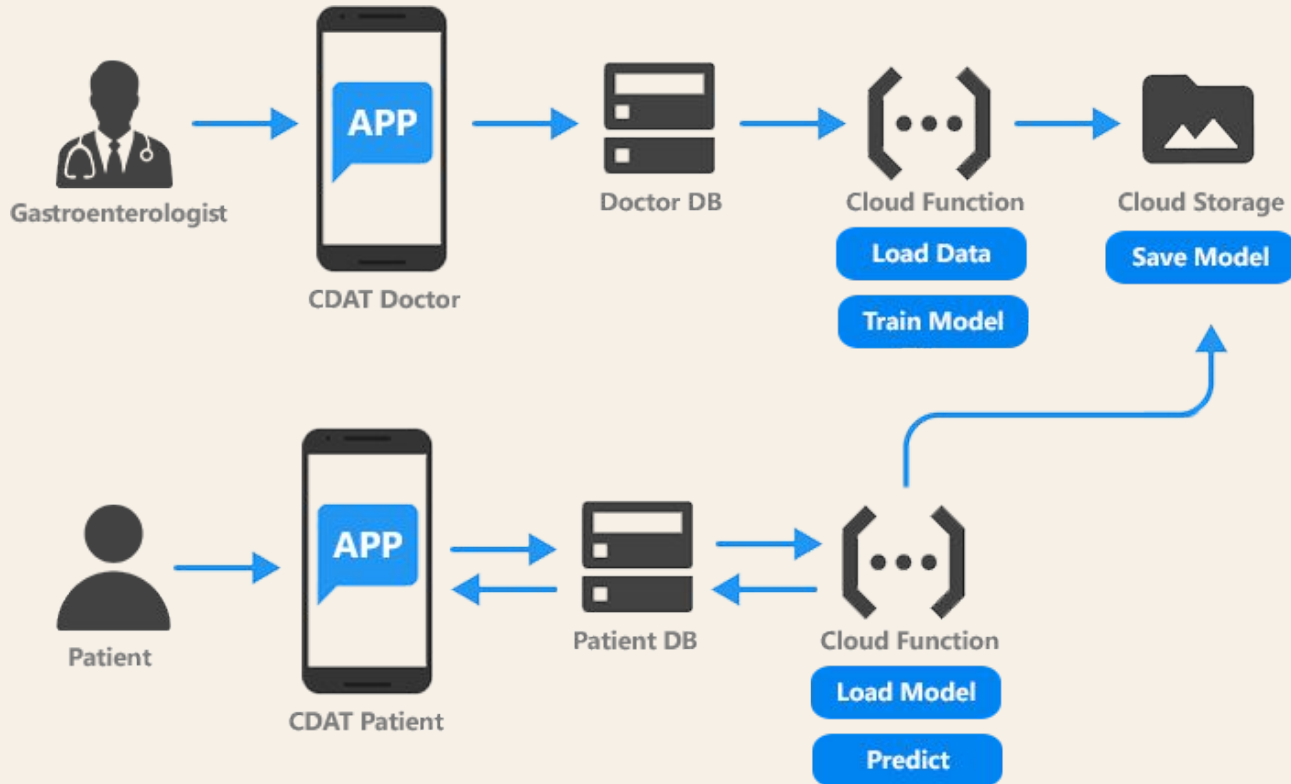 APP
Gastroenterologist
CDAT Doctor
Doctor DB
Cloud Function
Load Data
Train Model
Cloud Storage
Save Model
APP
Patient
CDAT Patient
Patient DB
Cloud Function
Load Model
Predict